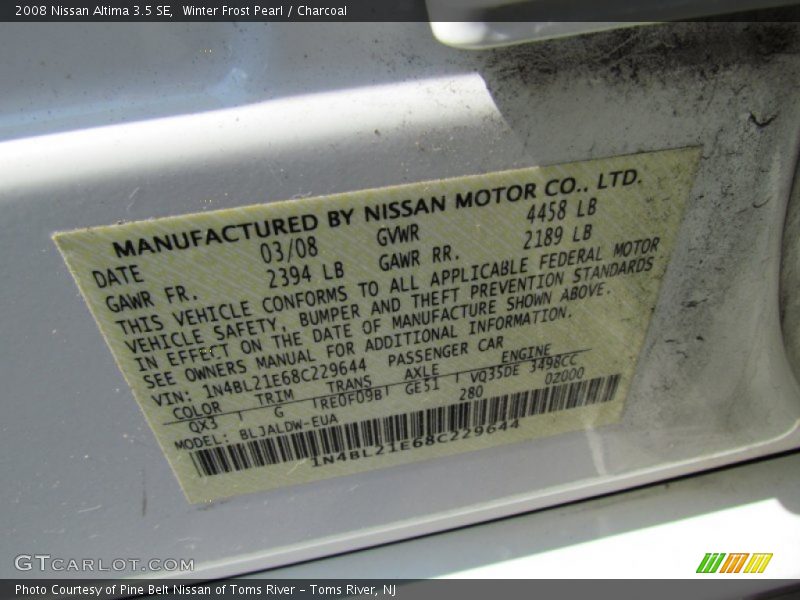 2008 Nissan Altima 3.5 SE,  Winter Frost Pearl / Charcoal
MANUFACTURED BY NISSAN MOTOR CO., LTD.
DATE 03/08 GVWR 4458 LB
GAWR FR. 2394 LB GAWR RR. 2189 LB
THIS VEHICLE CONFORMS TO ALL APPLICABLE FEDERAL MOTOR
VEHICLE SAFETY, BUMPER AND THEFT PREVENTION STANDARDS
IN EFFECT ON THE DATE OF MANUFACTURE SHOWN ABOVE.
SEE OWNERS MANUAL FOR ADDITIONAL INFORMATION.
VIN: 1N4BL21E68C229644 PASSENGER CAR
COLOR TRIM TRANS AXLE ENGINE
QX3 G RE0F09B GE51 VQ35DE 3498CC
MODEL: BLJALDW-EUA 280 0Z000
1N4BL21E68C229644
GTCARLOT.COM
Photo Courtesy of Pine Belt Nissan of Toms River – Toms River, NJ